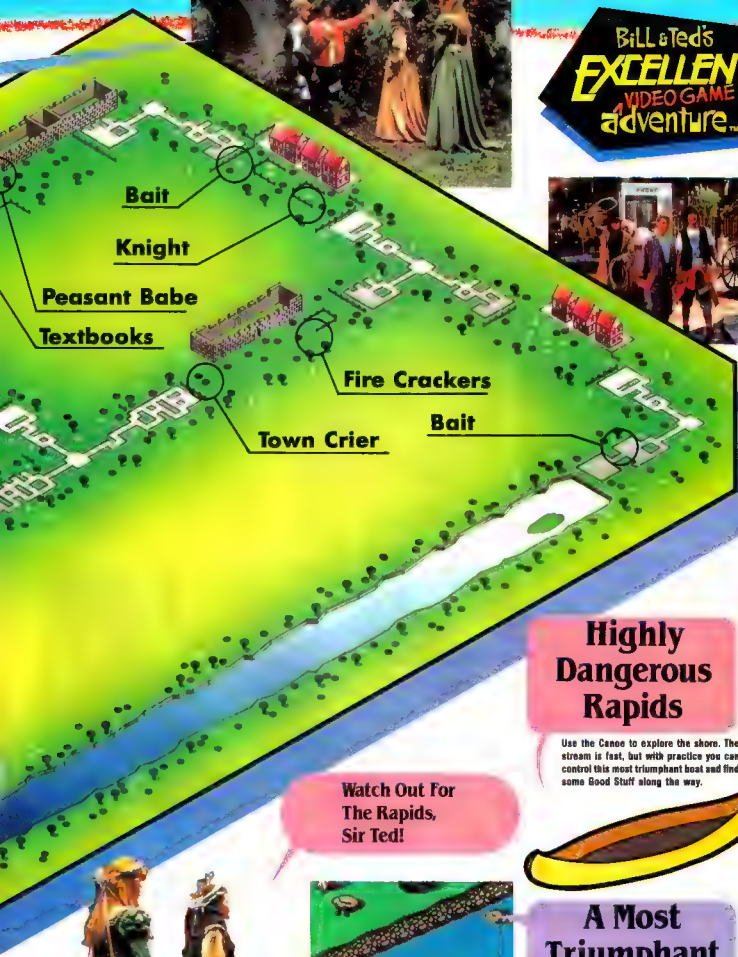 BiLL & Ted's
EXCELLEN
VIDEO GAME
adventure™
Bait
Knight
Peasant Babe
Textbooks
Fire Crackers
Town Crier
Bait
Highly
Dangerous
Rapids
Use the Canoe to explore the shore. The
stream is fast, but with practice you can
control this most triumphant boat and find
some Good Stuff along the way.
Watch Out For
The Rapids,
Sir Ted!
A Most
Triumphant